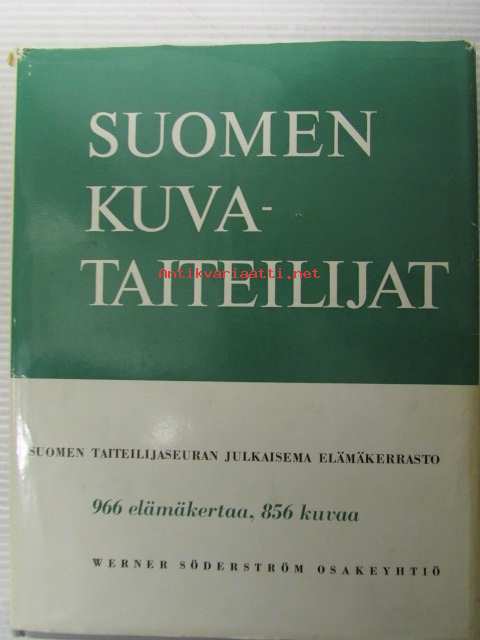 SUOMEN
KUVA-
TAITEILIJAT
Antikvariaatti.net
SUOMEN TAITEILIJASEURAN JULKAISEMA ELÄMÄKERRASTO
966 elämäkertaa, 856 kuvaa
WERNER SÖDERSTRÖM OSAKEYHTIÖ